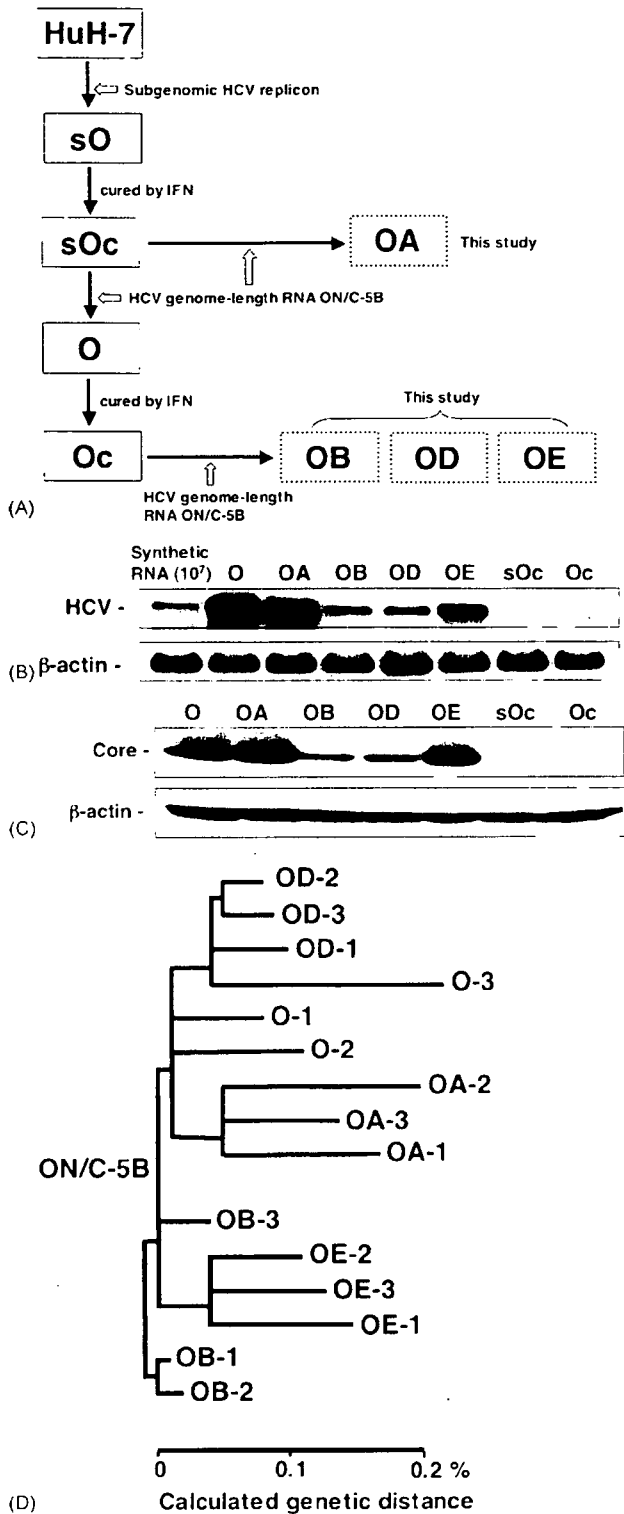 HuH-7
Subgenomic HCV replicon
sO
cured by IFN
sOc
OA
This study
HCV genome-length RNA ON/C-5B
O
cured by IFN
This study
Oc
OB
OD
OE
HCV genome-length
RNA ON/C-5B
(A)
Synthetic
RNA (10⁷) O OA OB OD OE sOc Oc
HCV -
(B) β-actin -
O OA OB OD OE sOc Oc
Core -
β-actin -
(C)
OD-2
OD-3
OD-1
O-3
O-1
O-2
OA-2
OA-3
OA-1
ON/C-5B
OB-3
OE-2
OE-3
OE-1
OB-1
OB-2
0 0.1 0.2 %
(D) Calculated genetic distance